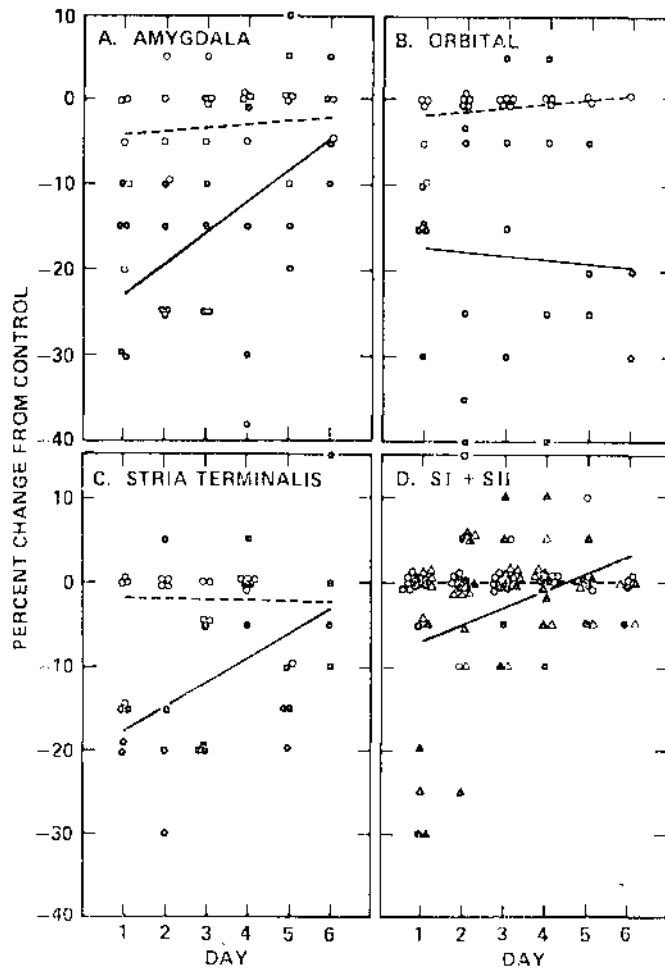 A. AMYGDALA
B. ORBITAL
10
0
−10
−20
−30
−40
C. STRIA TERMINALIS
D. SI + SII
10
0
−10
−20
−30
−40
1 2 3 4 5 6
1 2 3 4 5 6
DAY
DAY
PERCENT CHANGE FROM CONTROL